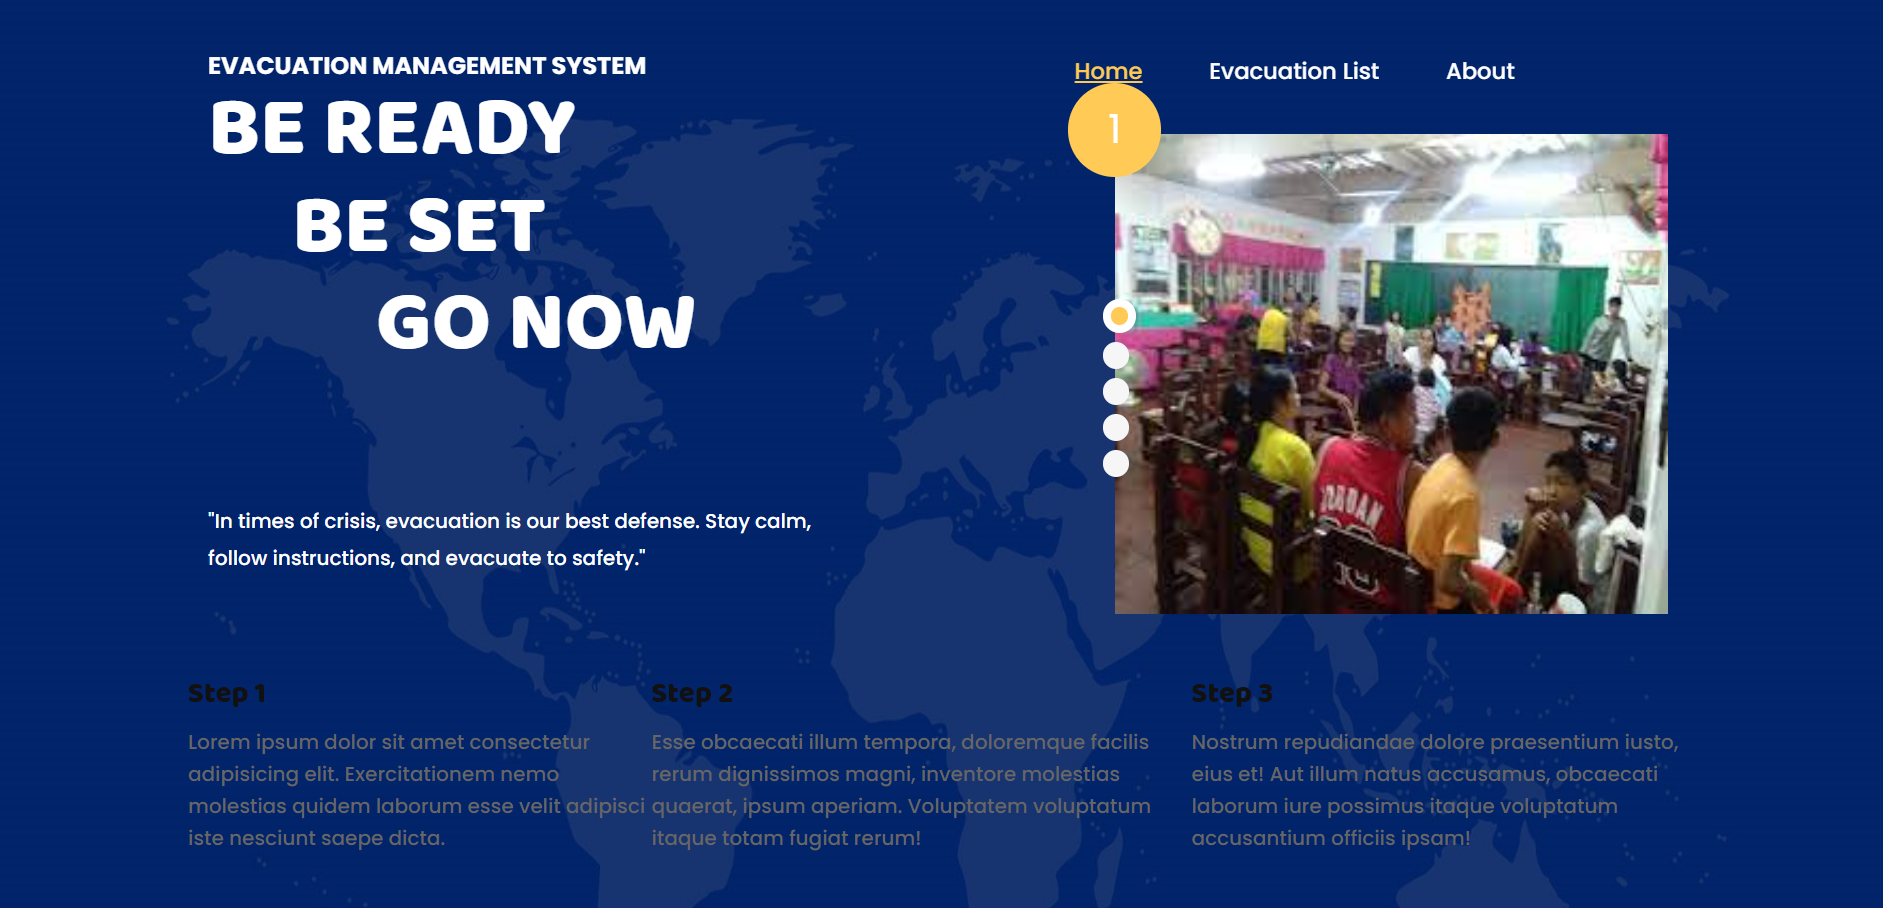 EVACUATION MANAGEMENT SYSTEM
Home Evacuation List About
BE READY
1
BE SET
GO NOW
JORDAN
"In times of crisis, evacuation is our best defense. Stay calm,
follow instructions, and evacuate to safety."
Step 1
Lorem ipsum dolor sit amet consectetur
adipisicing elit. Exercitationem nemo
molestias quidem laborum esse velit adipisci
iste nesciunt saepe dicta.
Step 2
Esse obcaecati illum tempora, doloremque facilis
rerum dignissimos magni, inventore molestias
quaerat, ipsum aperiam. Voluptatem voluptatum
itaque totam fugiat rerum!
Step 3
Nostrum repudiandae dolore praesentium iusto,
eius et! Aut illum natus accusamus, obcaecati
laborum iure possimus itaque voluptatum
accusantium officiis ipsam!